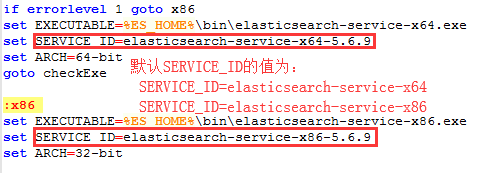 if errorlevel 1 goto x86
set EXECUTABLE=%ES_HOME%\bin\elasticsearch-service-x64.exe
set SERVICE_ID=elasticsearch-service-x64-5.6.9
set ARCH=64-bit
goto checkExe
默认SERVICE_ID的值为:
SERVICE_ID=elasticsearch-service-x64
SERVICE_ID=elasticsearch-service-x86
:x86
set EXECUTABLE=%ES_HOME%\bin\elasticsearch-service-x86.exe
set SERVICE_ID=elasticsearch-service-x86-5.6.9
set ARCH=32-bit